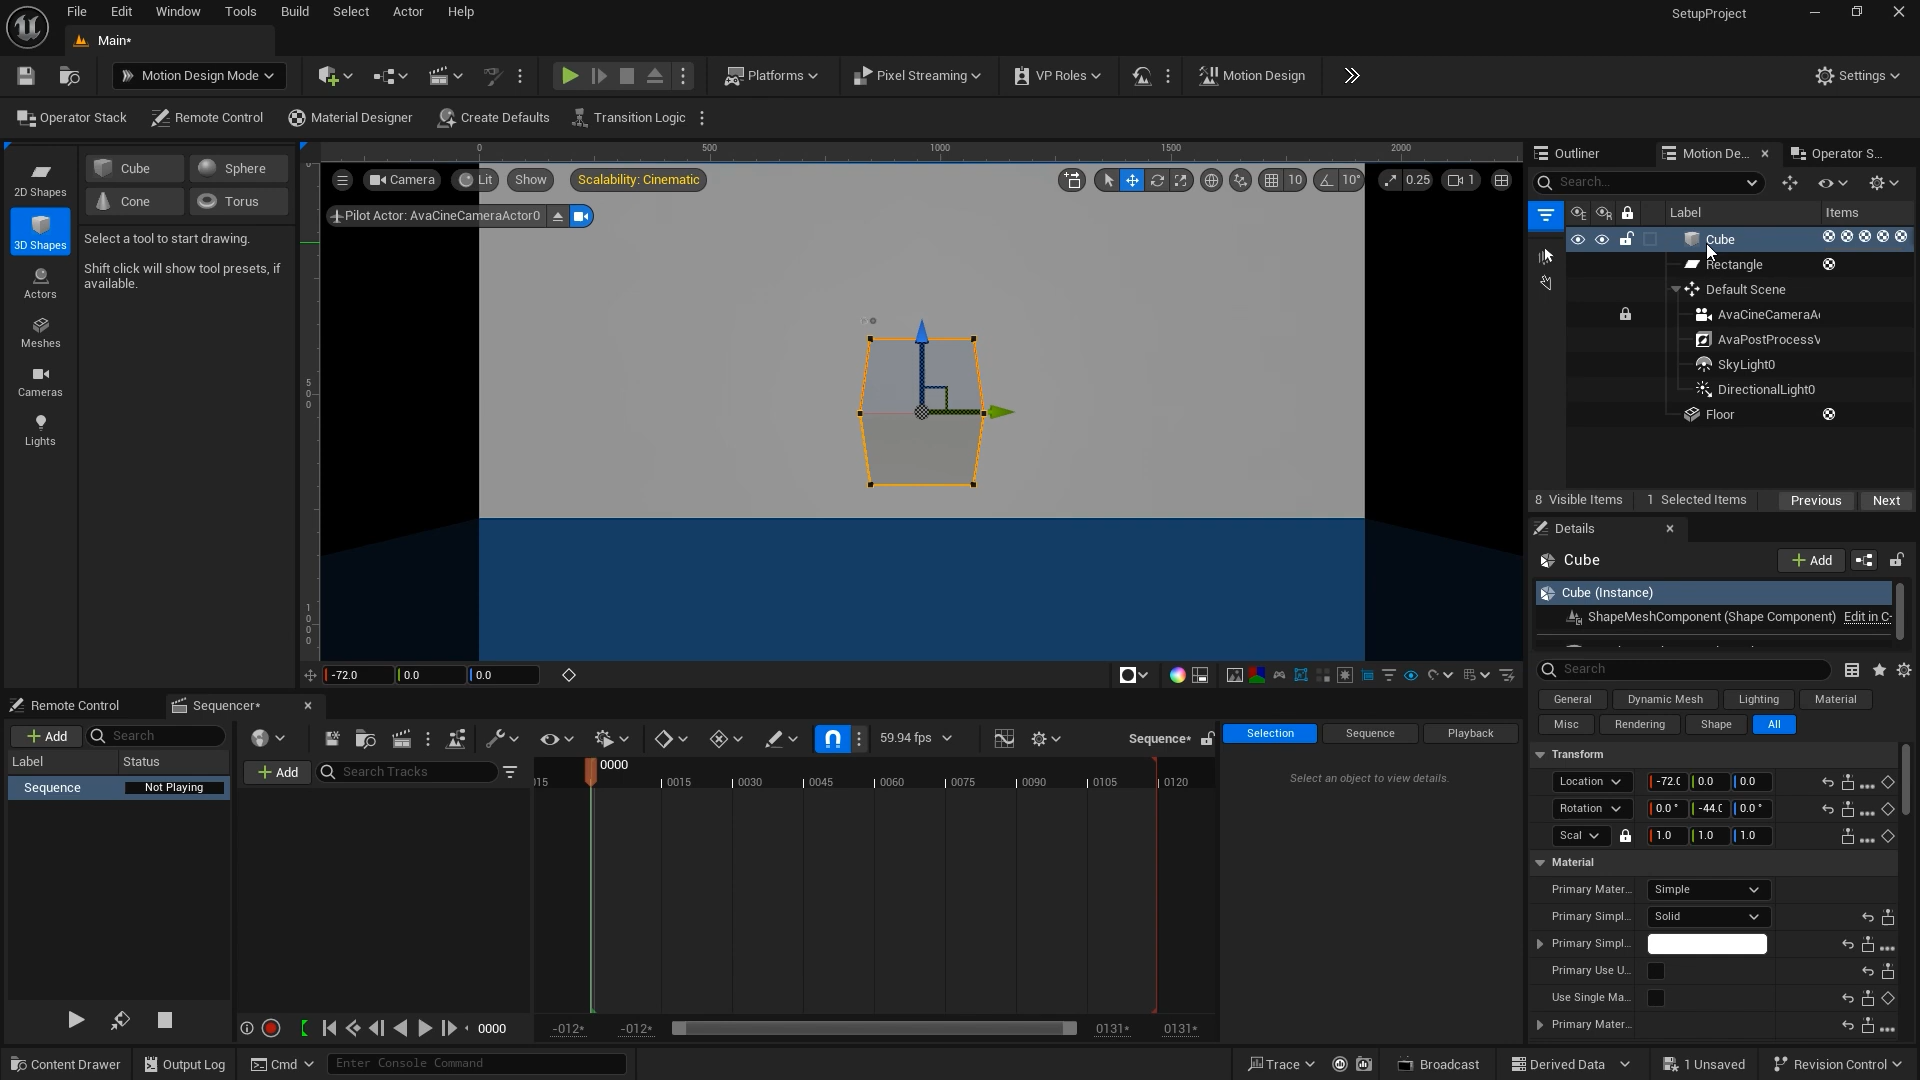 File Edit Window Tools Build Select Actor Help
SetupProject
Main*
Motion Design Mode
Platforms
Pixel Streaming
VP Roles
Motion Design
Settings
Operator Stack
Remote Control
Material Designer
Create Defaults
Transition Logic
2D Shapes
3D Shapes
Actors
Meshes
Cameras
Lights
Cube
Sphere
Cone
Torus
Select a tool to start drawing.
Shift click will show tool presets, if
available.
0 500 1000 1500 2000
Camera
Lit
Show
Scalability: Cinematic
10
10°
0.25
1
Pilot Actor: AvaCineCameraActor0
500
1000
-72.0 0.0 0.0
Outliner
Motion De...
Operator S...
Search...
Label
Items
Cube
Rectangle
Default Scene
AvaCineCameraA
AvaPostProcessV
SkyLight0
DirectionalLight0
Floor
8 Visible Items
1 Selected Items
Previous
Next
Details
Cube
Add
Cube (Instance)
ShapeMeshComponent (Shape Component)
Edit in C
Search
General
Dynamic Mesh
Lighting
Material
Misc
Rendering
Shape
All
Transform
Location -72.0 0.0 0.0
Rotation 0.0 ° -44.0 0.0 °
Scal 1.0 1.0 1.0
Material
Primary Mater... Simple
Primary Simpl... Solid
Primary Simpl...
Primary Use U...
Use Single Ma...
Primary Mater...
Remote Control
Sequencer*
Add
Search
Label
Status
Sequence
Not Playing
59.94 fps
Sequence*
Add
Search Tracks
0000
15 0015 0030 0045 0060 0075 0090 0105 0120
0000
-012* -012* 0131* 0131*
Selection
Sequence
Playback
Select an object to view details.
Content Drawer
Output Log
Cmd
Enter Console Command
Trace
Broadcast
Derived Data
1 Unsaved
Revision Control